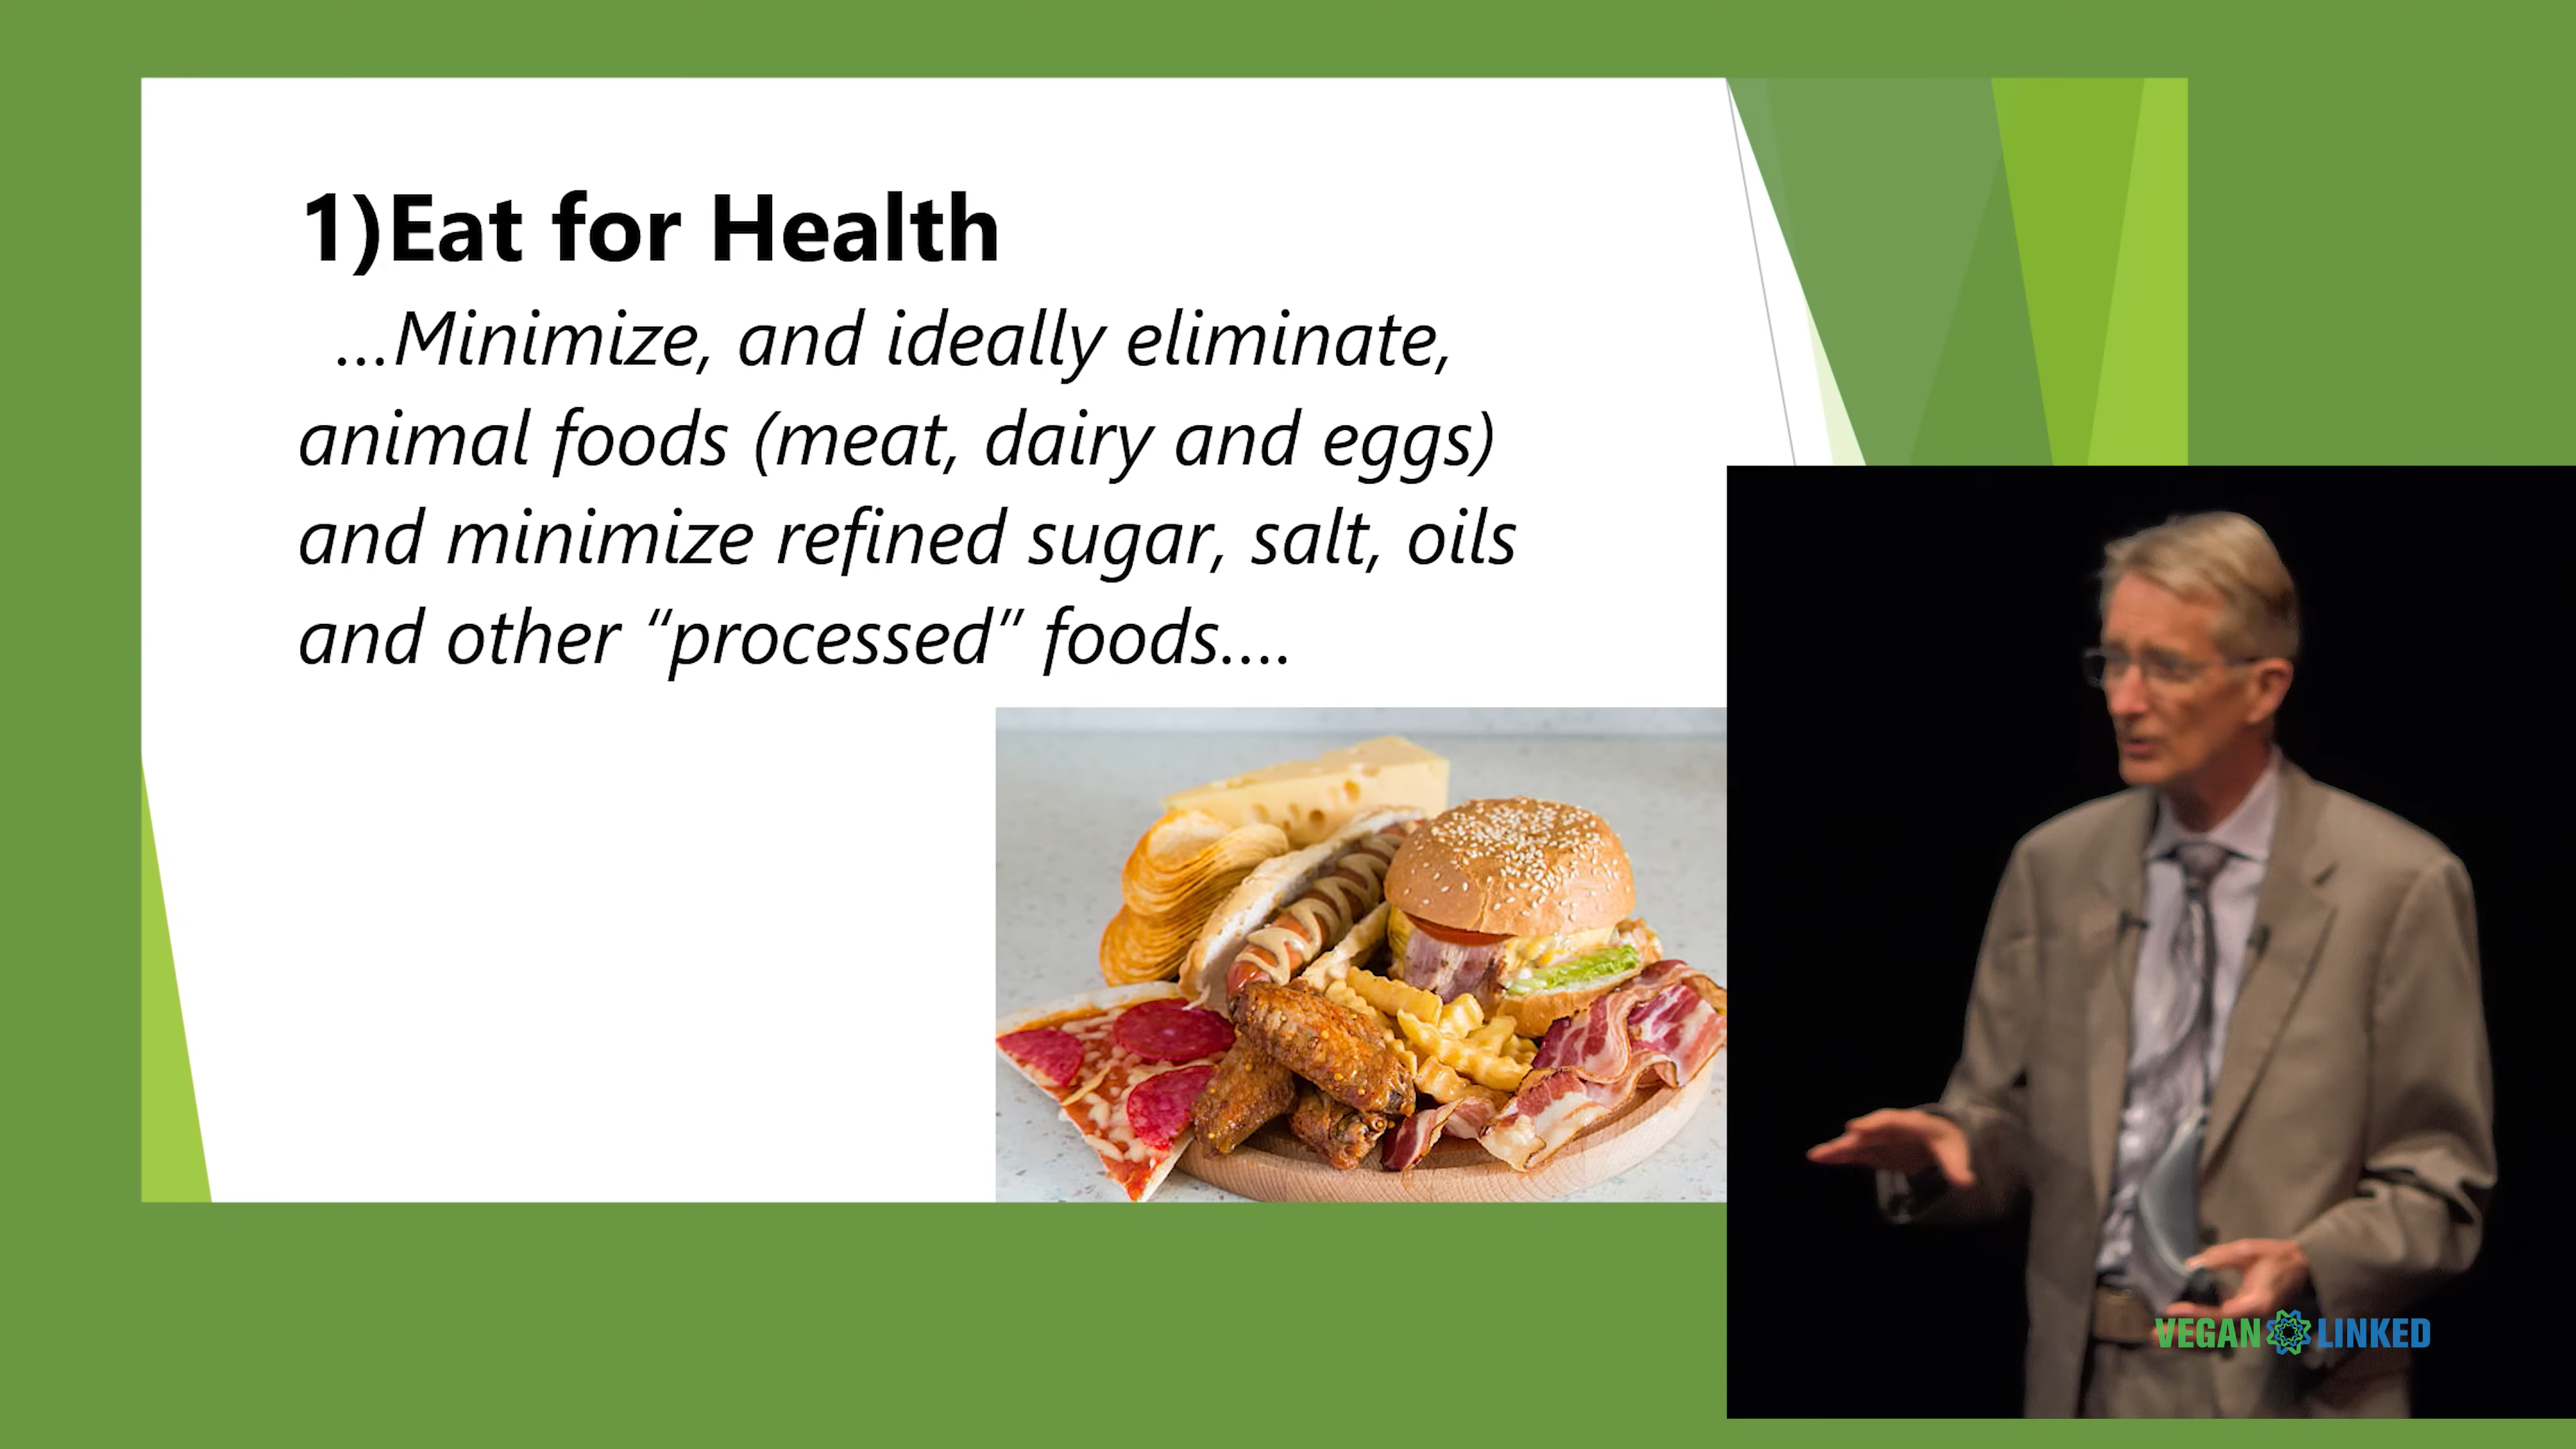 1)Eat for Health
...Minimize, and ideally eliminate,
animal foods (meat, dairy and eggs)
and minimize refined sugar, salt, oils
and other “processed” foods....
VEGAN LINKED